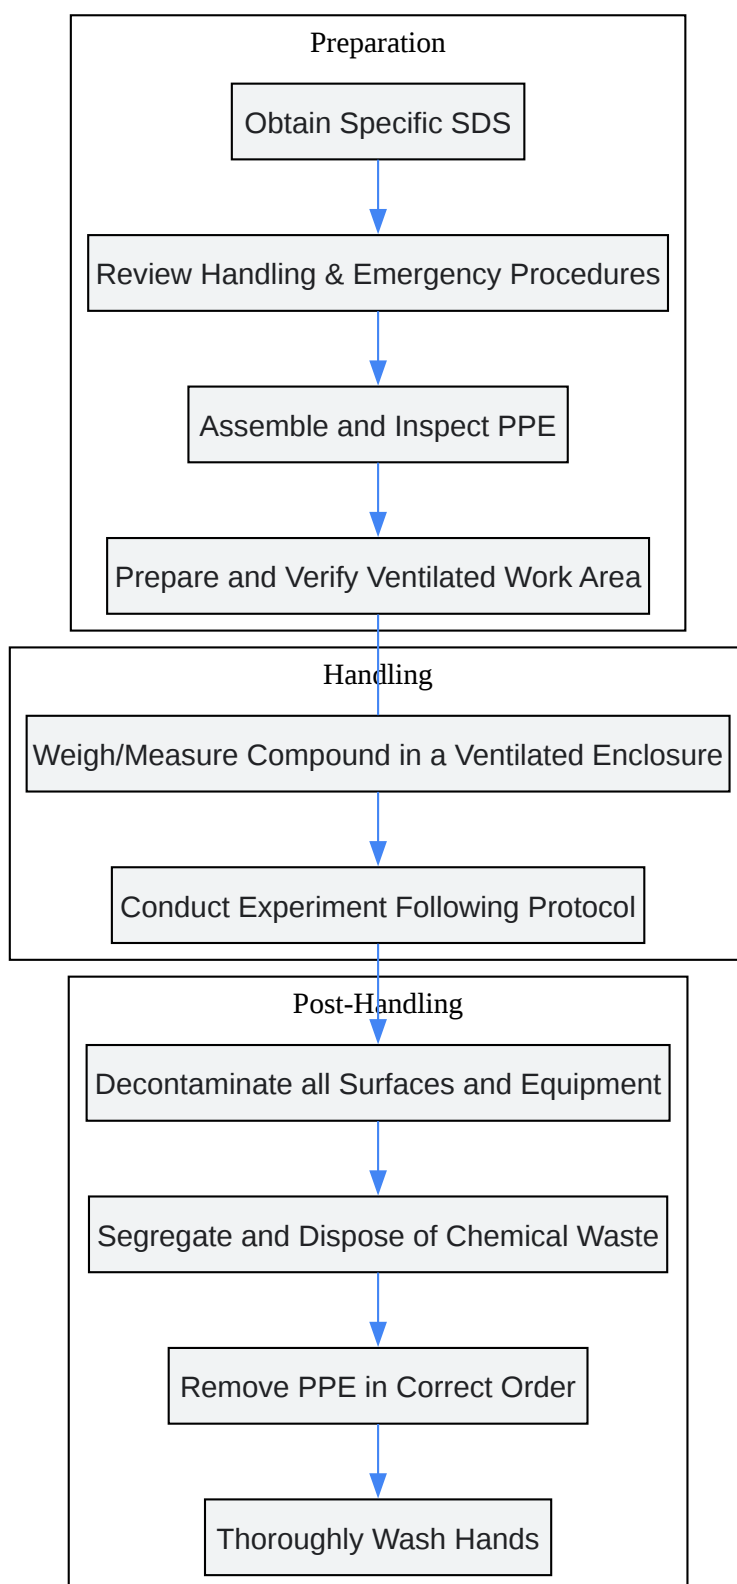 Preparation
Obtain Specific SDS
Review Handling & Emergency Procedures
Assemble and Inspect PPE
Prepare and Verify Ventilated Work Area
Handling
Weigh/Measure Compound in a Ventilated Enclosure
Conduct Experiment Following Protocol
Post-Handling
Decontaminate all Surfaces and Equipment
Segregate and Dispose of Chemical Waste
Remove PPE in Correct Order
Thoroughly Wash Hands